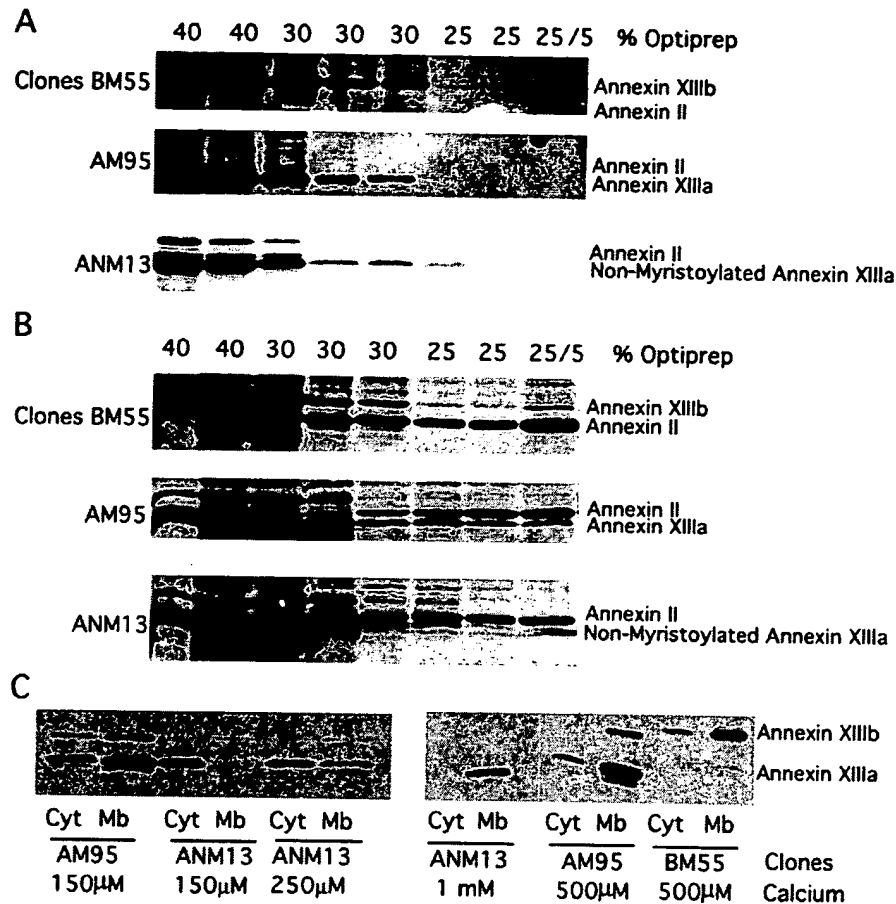 A
40 40 30 30 30 25 25 25/5 % Optiprep
Clones BM55
Annexin XIIIb
Annexin II
AM95
Annexin II
Annexin XIIIa
ANM13
Annexin II
Non-Myristoylated Annexin XIIIa
B
40 40 30 30 30 25 25 25/5 % Optiprep
Clones BM55
Annexin XIIIb
Annexin II
AM95
Annexin II
Annexin XIIIa
ANM13
Annexin II
Non-Myristoylated Annexin XIIIa
C
Annexin XIIIb
Annexin XIIIa
Cyt Mb Cyt Mb Cyt Mb Cyt Mb Cyt Mb Cyt Mb
AM95 ANM13 ANM13 ANM13 AM95 BM55 Clones
150µM 150µM 250µM 1 mM 500µM 500µM Calcium